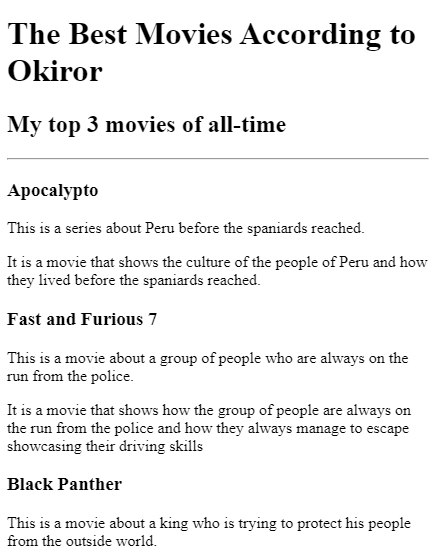 The Best Movies According to
Okiror
My top 3 movies of all-time
Apocalypto
This is a series about Peru before the spaniards reached.
It is a movie that shows the culture of the people of Peru and how
they lived before the spaniards reached.
Fast and Furious 7
This is a movie about a group of people who are always on the
run from the police.
It is a movie that shows how the group of people are always on
the run from the police and how they always manage to escape
showcasing their driving skills
Black Panther
This is a movie about a king who is trying to protect his people
from the outside world.